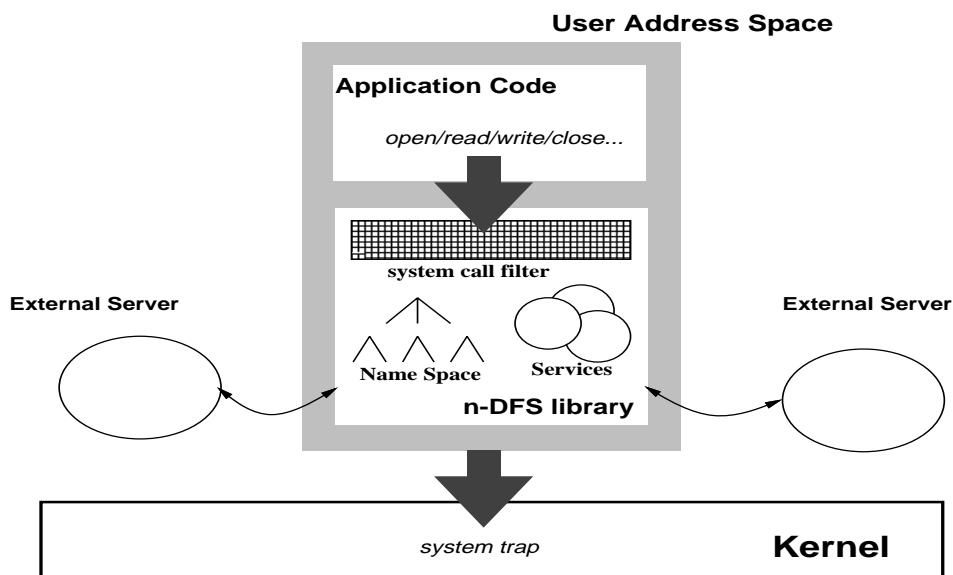 User Address Space
Application Code
open/read/write/close...
system call filter
External Server
External Server
Name Space
Services
n-DFS library
system trap
Kernel